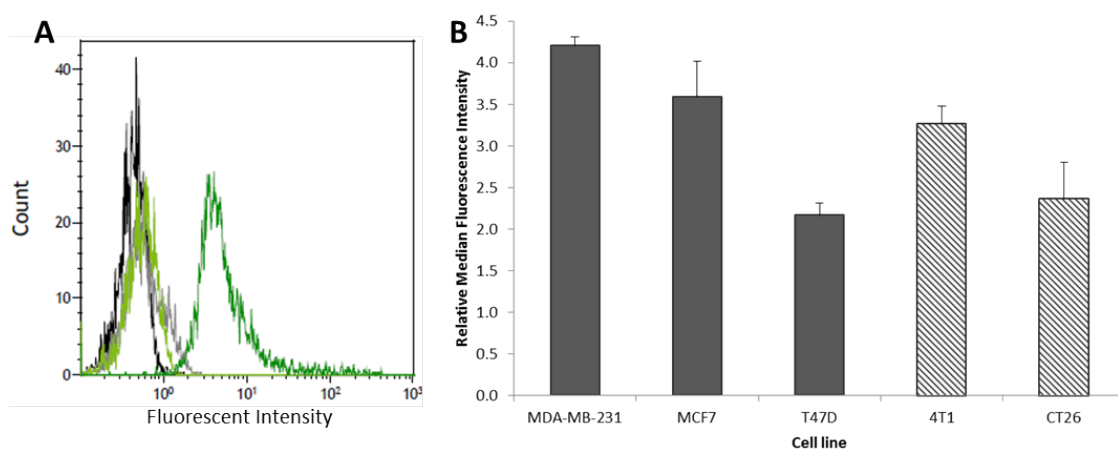 A
40
30
20
10
0
Count
10⁰ 10¹ 10² 10³
Fluorescent Intensity
B
4.5
4.0
3.5
3.0
2.5
2.0
1.5
1.0
0.5
0.0
Relative Median Fluorescence Intensity
MDA-MB-231 MCF7 T47D 4T1 CT26
Cell line